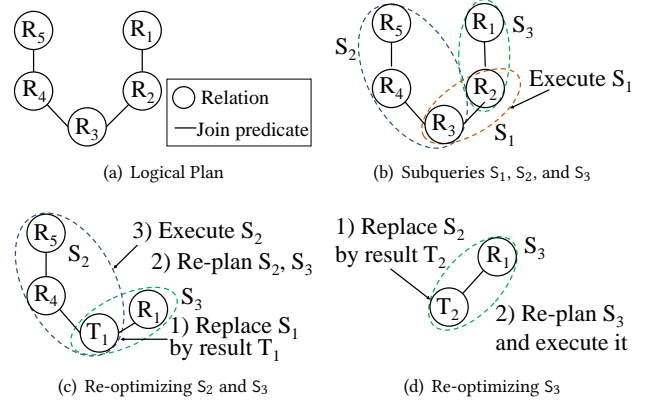 R₅
R₁
R₄
R₂
R₃
Relation
Join predicate
(a) Logical Plan
R₅
R₁
S₃
S₂
R₄
R₂
Execute S₁
R₃
S₁
(b) Subqueries S₁, S₂, and S₃
R₅
S₂
3) Execute S₂
2) Re-plan S₂, S₃
R₄
R₁
S₃
T₁
1) Replace S₁
by result T₁
(c) Re-optimizing S₂ and S₃
1) Replace S₂
by result T₂
R₁
S₃
T₂
2) Re-plan S₃
and execute it
(d) Re-optimizing S₃